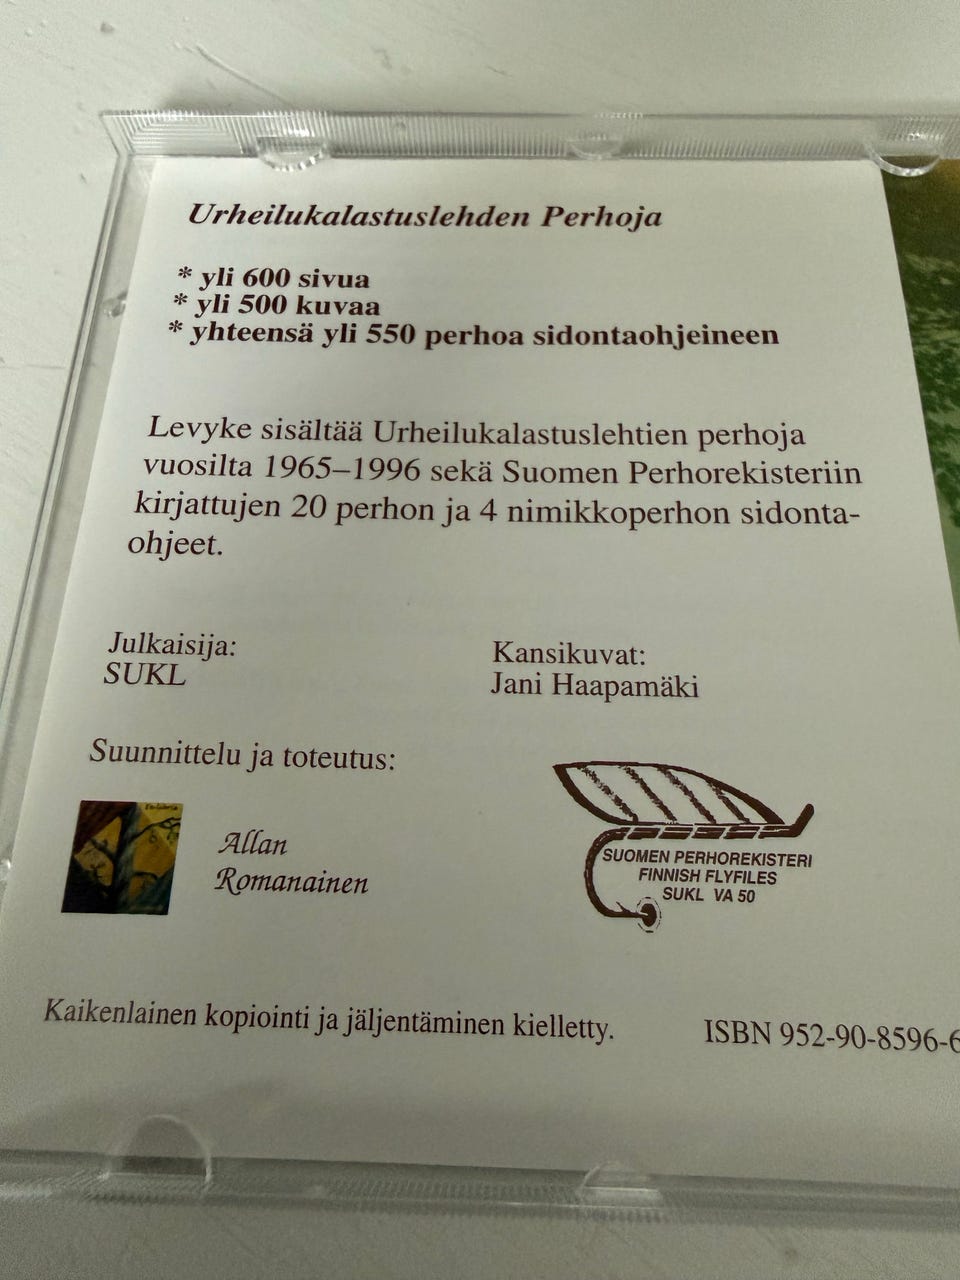 Urheilukalastuslehden Perhoja
* yli 600 sivua
* yli 500 kuvaa
* yhteensä yli 550 perhoa sidontaohjeineen
Levyke sisältää Urheilukalastuslehtien perhoja
vuosilta 1965–1996 sekä Suomen Perhorekisteriin
kirjattujen 20 perhon ja 4 nimikkoperhon sidonta-
ohjeet.
Julkaisija:
SUKL
Kansikuvat:
Jani Haapamäki
Suunnittelu ja toteutus:
Allan
Romanainen
SUOMEN PERHOREKISTERI
FINNISH FLYFILES
SUKL VA 50
Kaikenlainen kopiointi ja jäljentäminen kielletty.
ISBN 952-90-8596-6